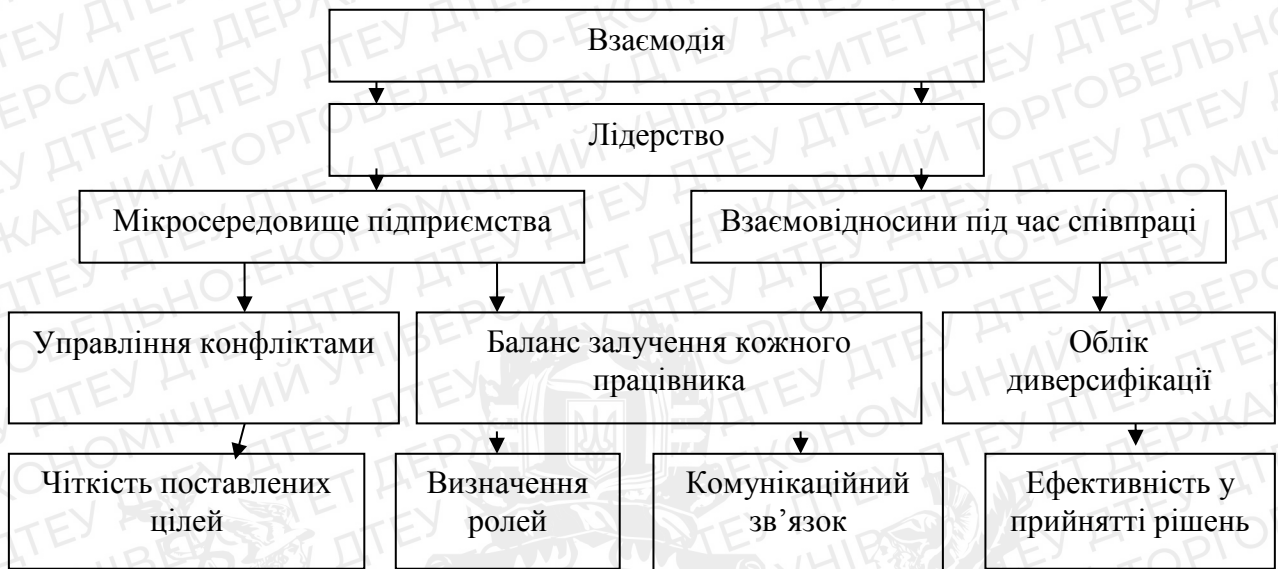 Взаємодія
Лідерство
Мікросередовище підприємства
Взаємовідносини під час співпраці
Управління конфліктами
Баланс залучення кожного
працівника
Облік
диверсифікації
Чіткість поставлених
цілей
Визначення
ролей
Комунікаційний
зв’язок
Ефективність у
прийнятті рішень